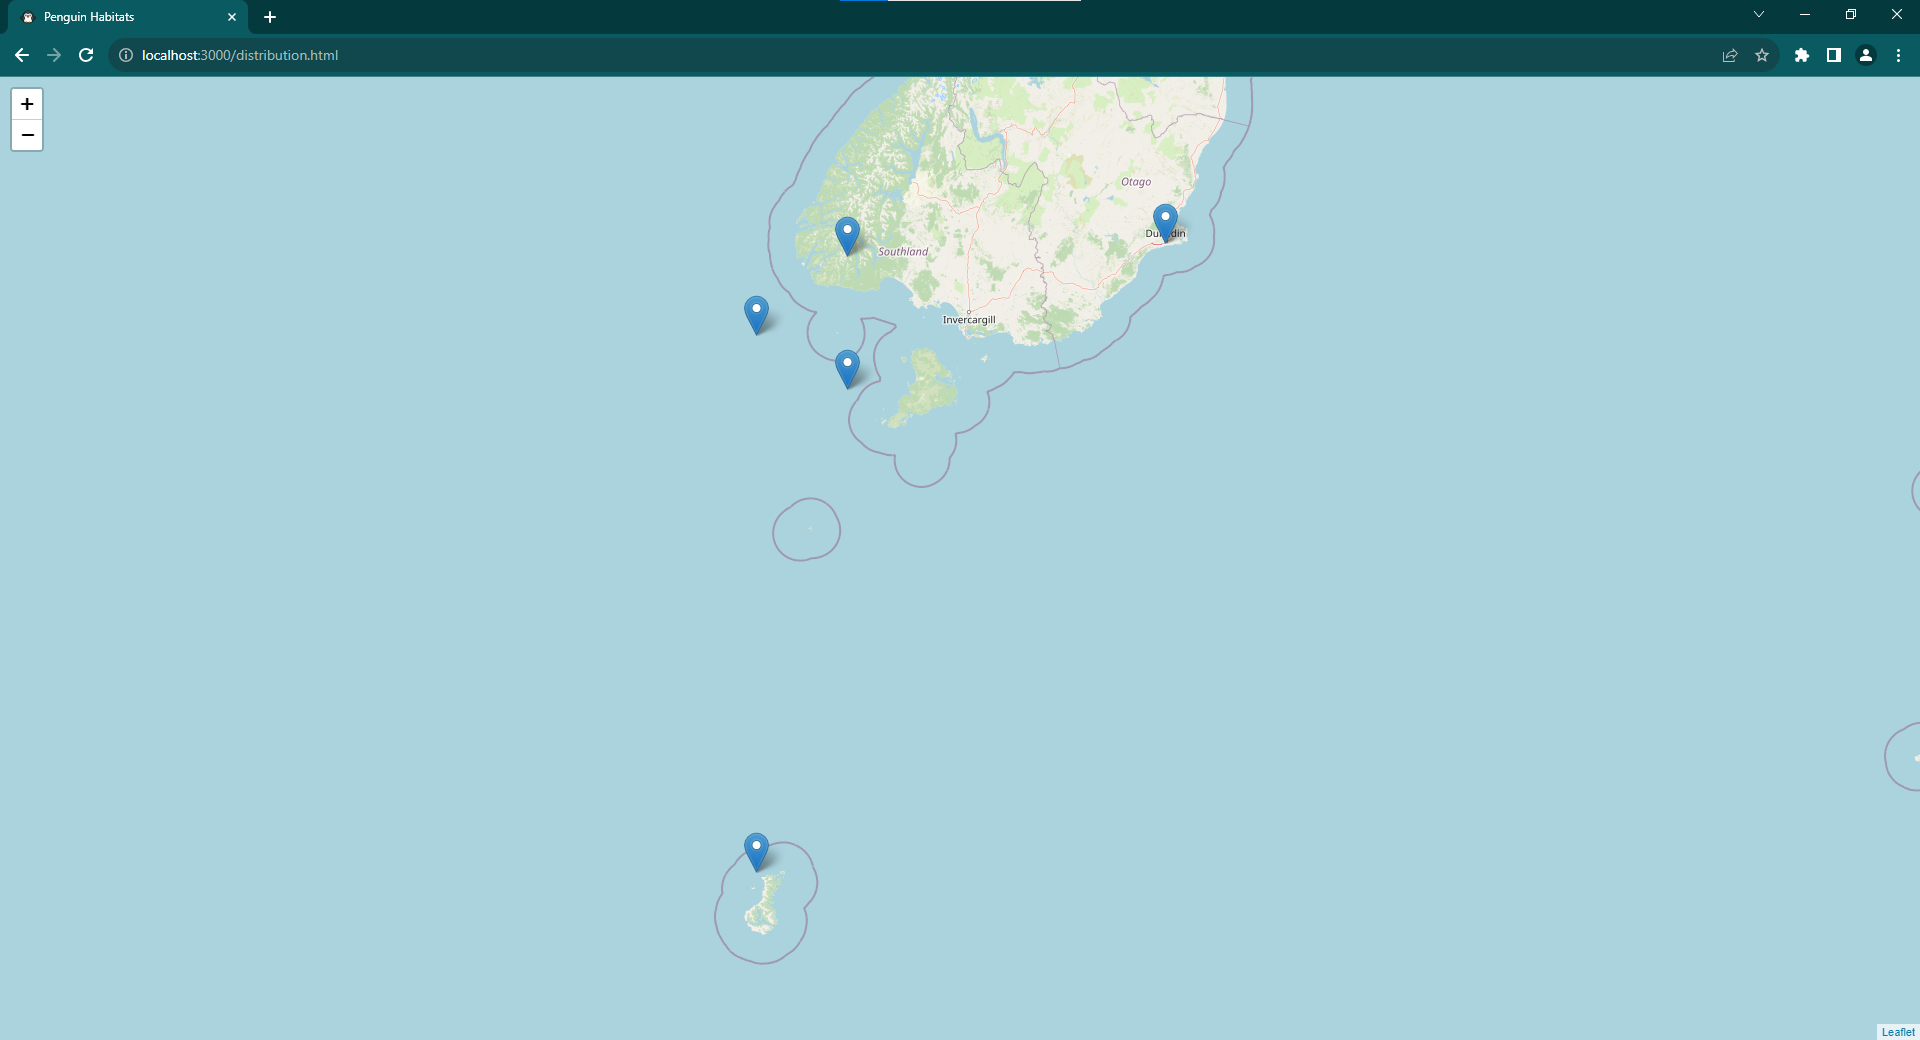 Penguin Habitats
localhost:3000/distribution.html
+
−
Otago
Southland
Invercargill
Leaflet